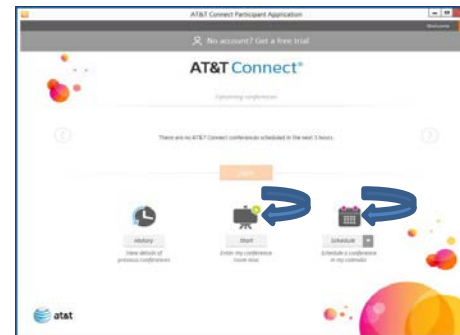 AT&T Connect Participant Application
Welcome
No account? Get a free trial
AT&T Connect®
Upcoming conferences
There are no AT&T Connect conferences scheduled in the next 5 hours.
History
Start
Schedule
View details of
previous conferences
Enter my conference
room now
Schedule a conference
in my calendar
at&t